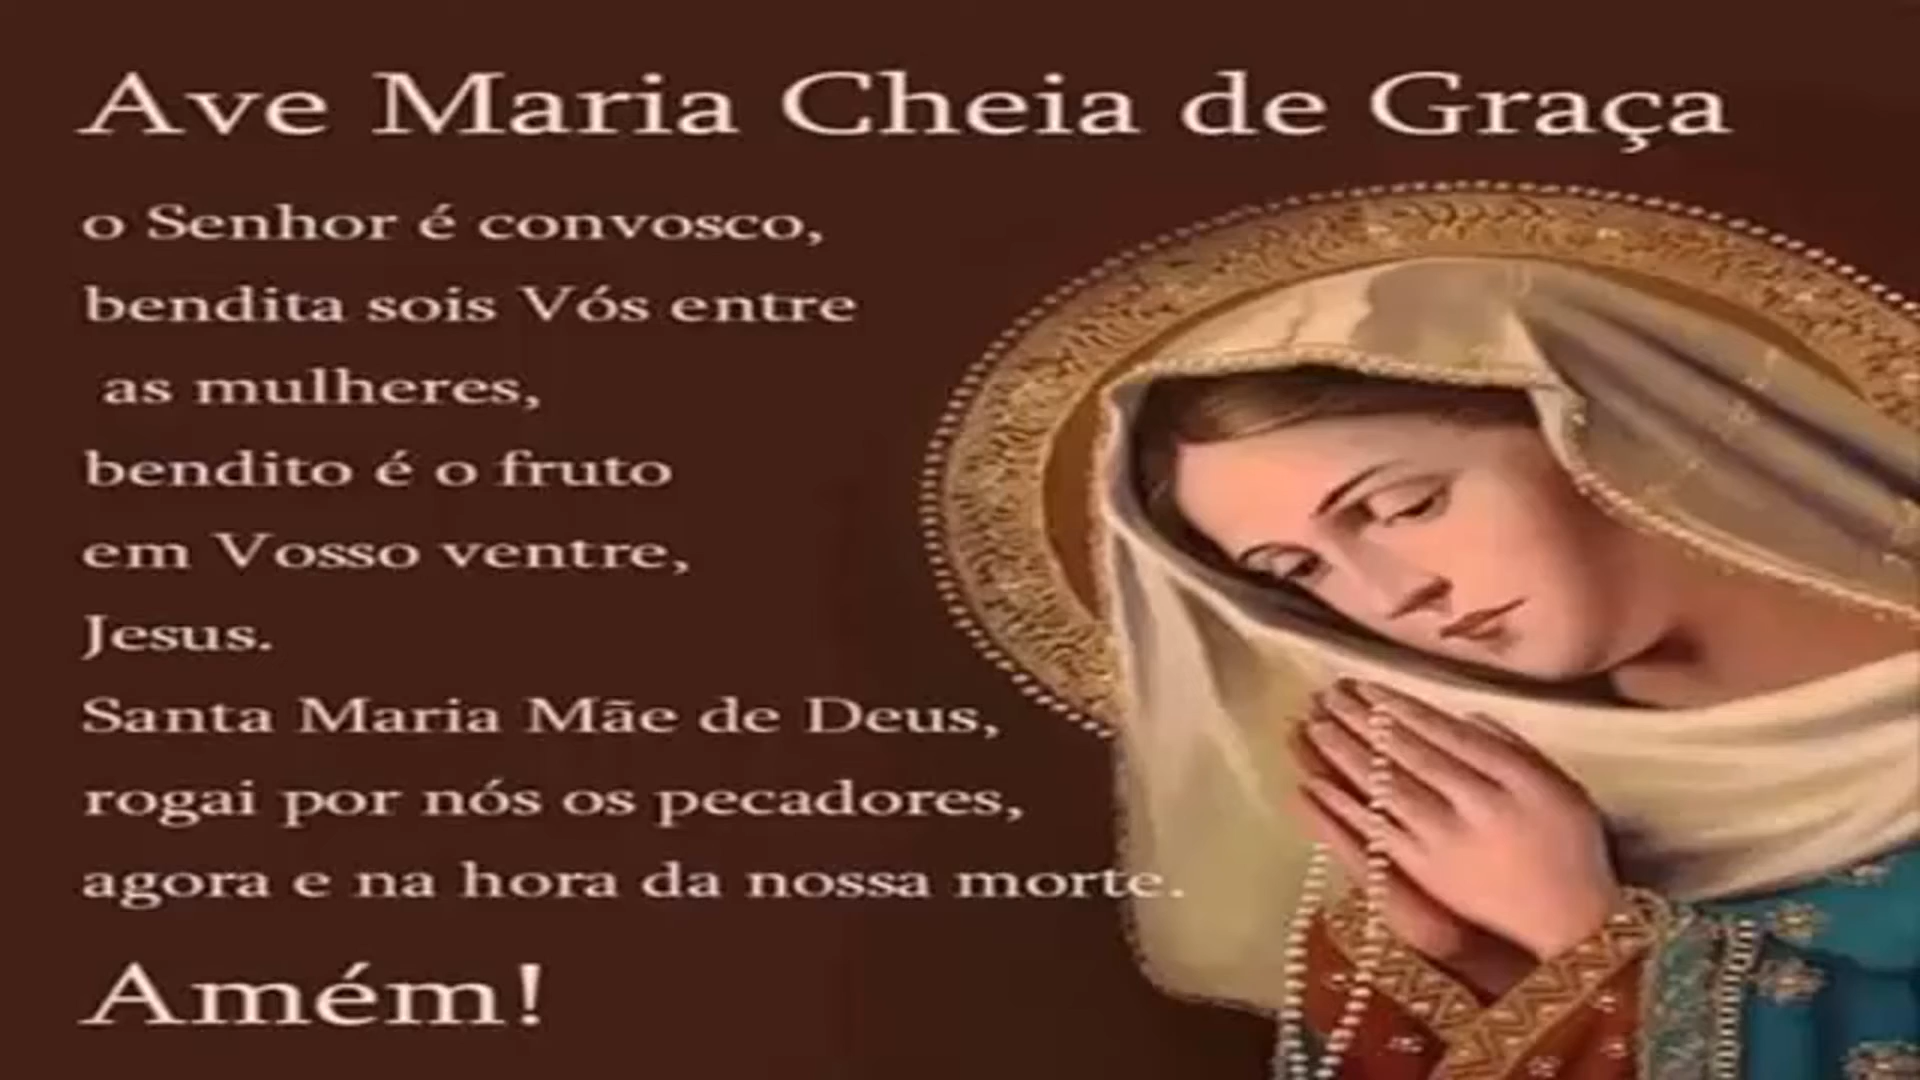 Ave Maria Cheia de Graça
o Senhor é convosco,
bendita sois Vós entre
as mulheres,
bendito é o fruto
em Vosso ventre,
Jesus.
Santa Maria Mãe de Deus,
rogai por nós os pecadores,
agora e na hora da nossa morte.
Amém!